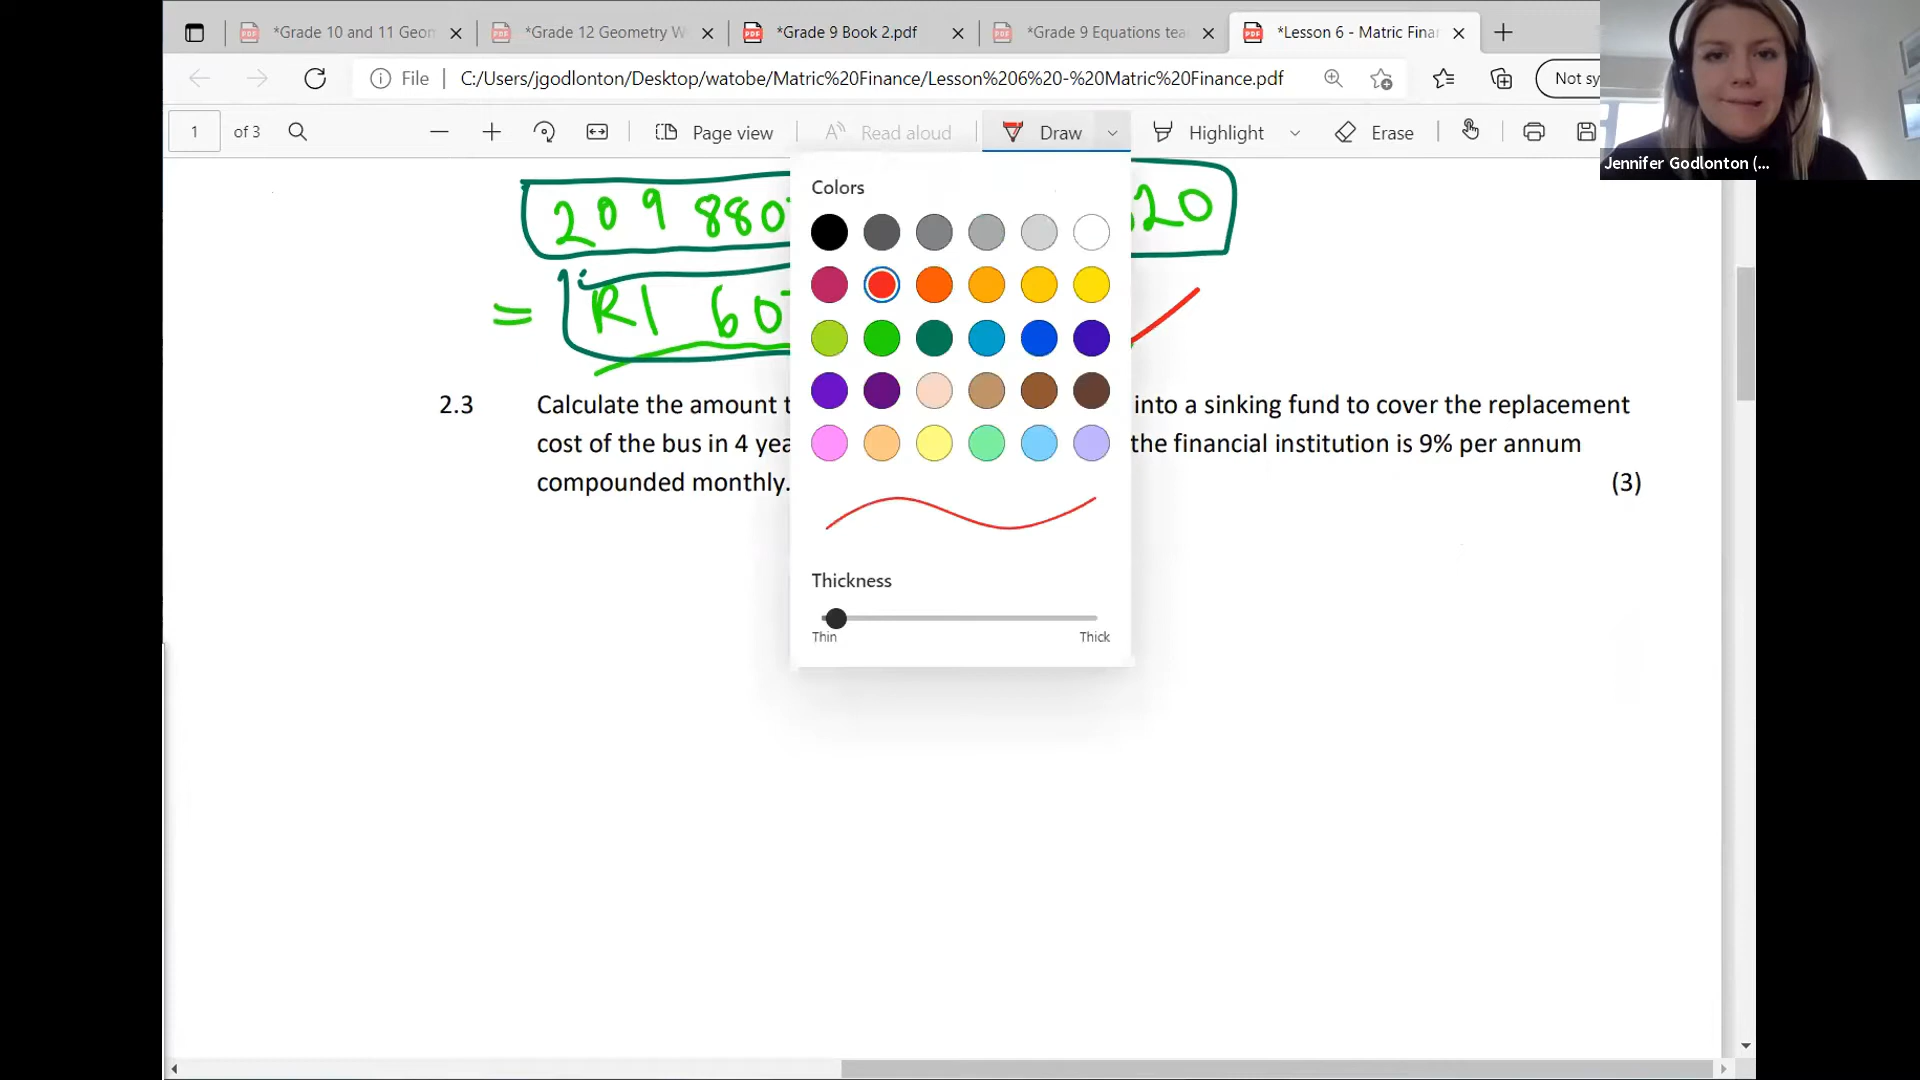 *Grade 10 and 11 Geom
*Grade 12 Geometry W
*Grade 9 Book 2.pdf
*Grade 9 Equations tea
*Lesson 6 - Matric Finan
File
C:/Users/jgodlonton/Desktop/watobe/Matric%20Finance/Lesson%206%20-%20Matric%20Finance.pdf
Not sy
1 of 3
Page view
Read aloud
Draw
Highlight
Erase
Jennifer Godlonton (...
Colors
209 880
20
= R1 607
2.3 Calculate the amount t into a sinking fund to cover the replacement
cost of the bus in 4 yea the financial institution is 9% per annum
compounded monthly. (3)
Thickness
Thin
Thick